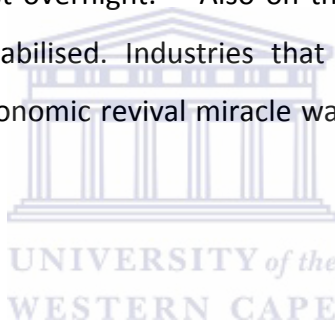 overnight. Also on th
abilised. Industries that
onomic revival miracle wa
UNIVERSITY of the
WESTERN CAPE